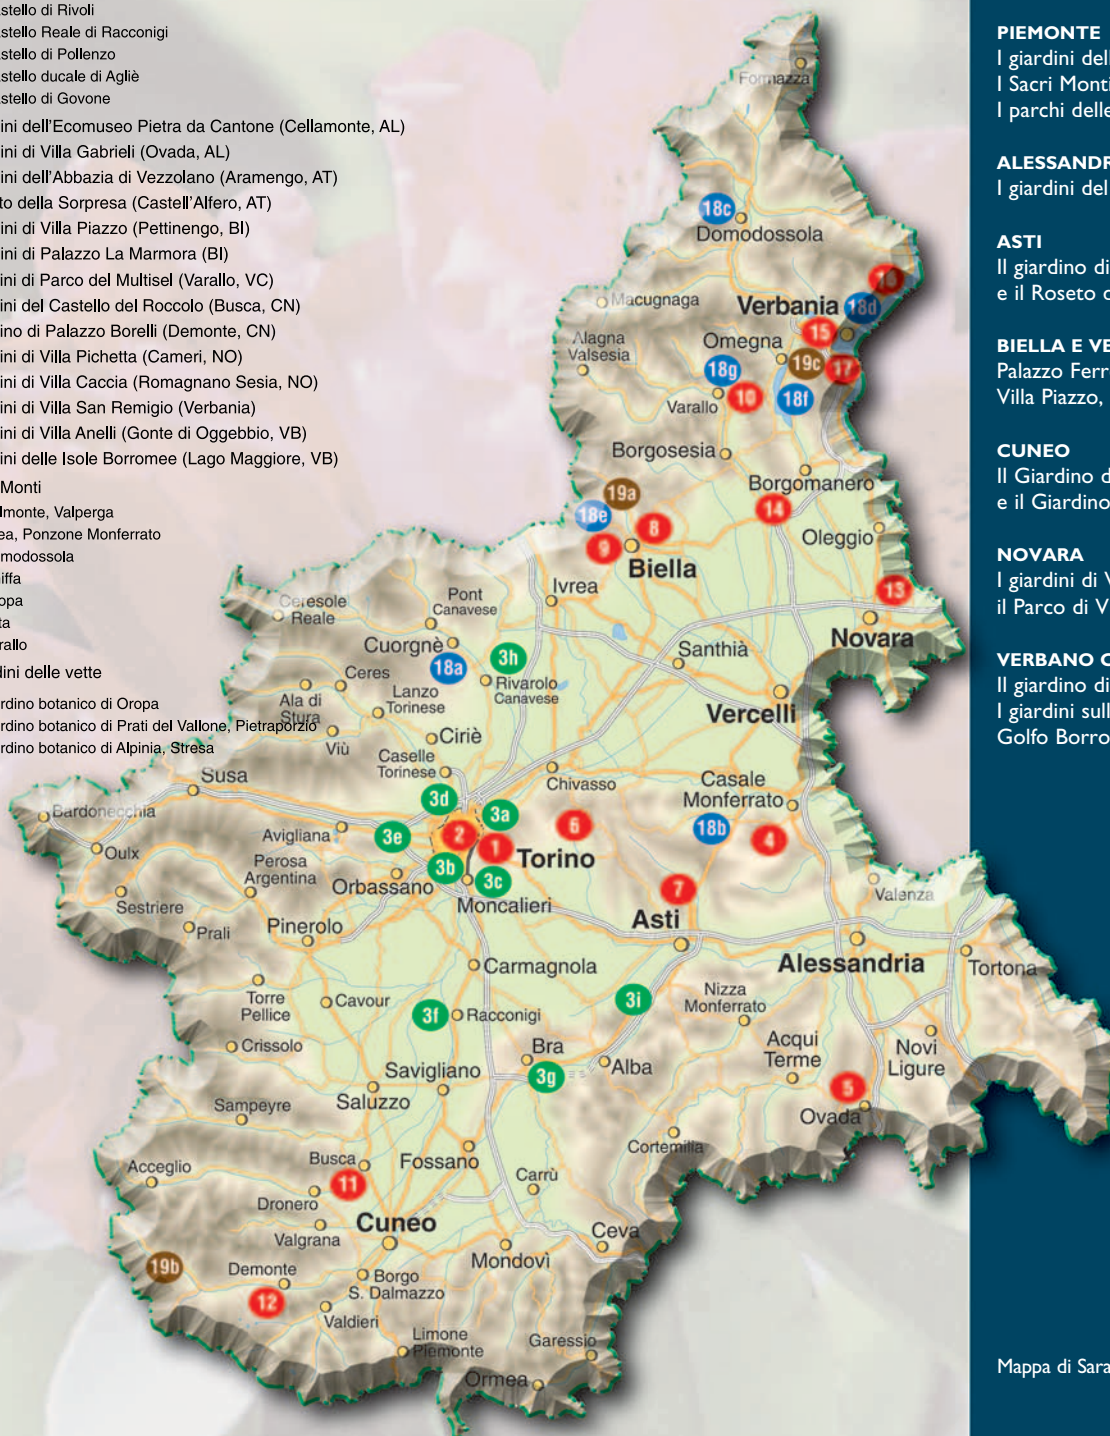 stello di Rivoli
stello Reale di Racconigi
stello di Pollenzo
stello ducale di Agliè
stello di Govone
ini dell'Ecomuseo Pietra da Cantone (Cellamonte, AL)
ini di Villa Gabrieli (Ovada, AL)
ini dell'Abbazia di Vezzolano (Aramengo, AT)
to della Sorpresa (Castell'Alfero, AT)
ini di Villa Piazzo (Pettinengo, BI)
ini di Palazzo La Marmora (BI)
ini di Parco del Multisel (Varallo, VC)
ini del Castello del Roccolo (Busca, CN)
ino di Palazzo Borelli (Demonte, CN)
ini di Villa Pichetta (Cameri, NO)
ini di Villa Caccia (Romagnano Sesia, NO)
ini di Villa San Remigio (Verbania)
ini di Villa Anelli (Gonte di Oggebbio, VB)
ini delle Isole Borromee (Lago Maggiore, VB)
Monti
lmonte, Valperga
ea, Ponzone Monferrato
modossola
iffa
opa
ta
rallo
dini delle vette
rdino botanico di Oropa
rdino botanico di Prati del Vallone, Pietraporzio
rdino botanico di Alpinia, Stresa
Formazza
18c
Domodossola
Macugnaga
16
Verbania
18d
15
Alagna
Valsesia
Omegna
19c
17
18g
18f
Varallo
10
Borgosesia
Borgomanero
19a
14
18e
8
Oleggio
9
Biella
Ivrea
13
Pont
Canavese
Ceresole
Reale
Novara
Cuorgnè
3h
Santhià
18a
Ceres
Rivarolo
Canavese
Lanzo
Torinese
Ala di
Stura
Vercelli
Viù
Ciriè
Caselle
Torinese
Chivasso
Casale
Monferrato
Susa
3d
3a
Bardonecchia
18b
6
4
2
Avigliana
3e
1
Torino
Oulx
Perosa
Argentina
3b
3c
Orbassano
7
Valenza
Sestriere
Moncalieri
Asti
Prali
Pinerolo
Alessandria
Carmagnola
Tortona
Torre
Pellice
Cavour
3i
Nizza
Monferrato
3f
Racconigi
Crissolo
Bra
Acqui
Terme
Novi
Ligure
Alba
Savigliano
3g
5
Saluzzo
Ovada
Sampeyre
Cortemilia
Busca
Fossano
Acceglio
Carrù
11
Dronero
Cuneo
Valgrana
Ceva
Mondovì
19b
Demonte
Borgo
S. Dalmazzo
12
Valdieri
Limone
Piemonte
Garessio
Ormea
PIEMONTE
I giardini dell
I Sacri Monti
I parchi delle
ALESSANDR
I giardini del
ASTI
Il giardino di
e il Roseto d
BIELLA E VE
Palazzo Ferr
Villa Piazzo,
CUNEO
Il Giardino d
e il Giardino
NOVARA
I giardini di V
il Parco di V
VERBANO C
Il giardino di
I giardini sull
Golfo Borro
Mappa di Sara